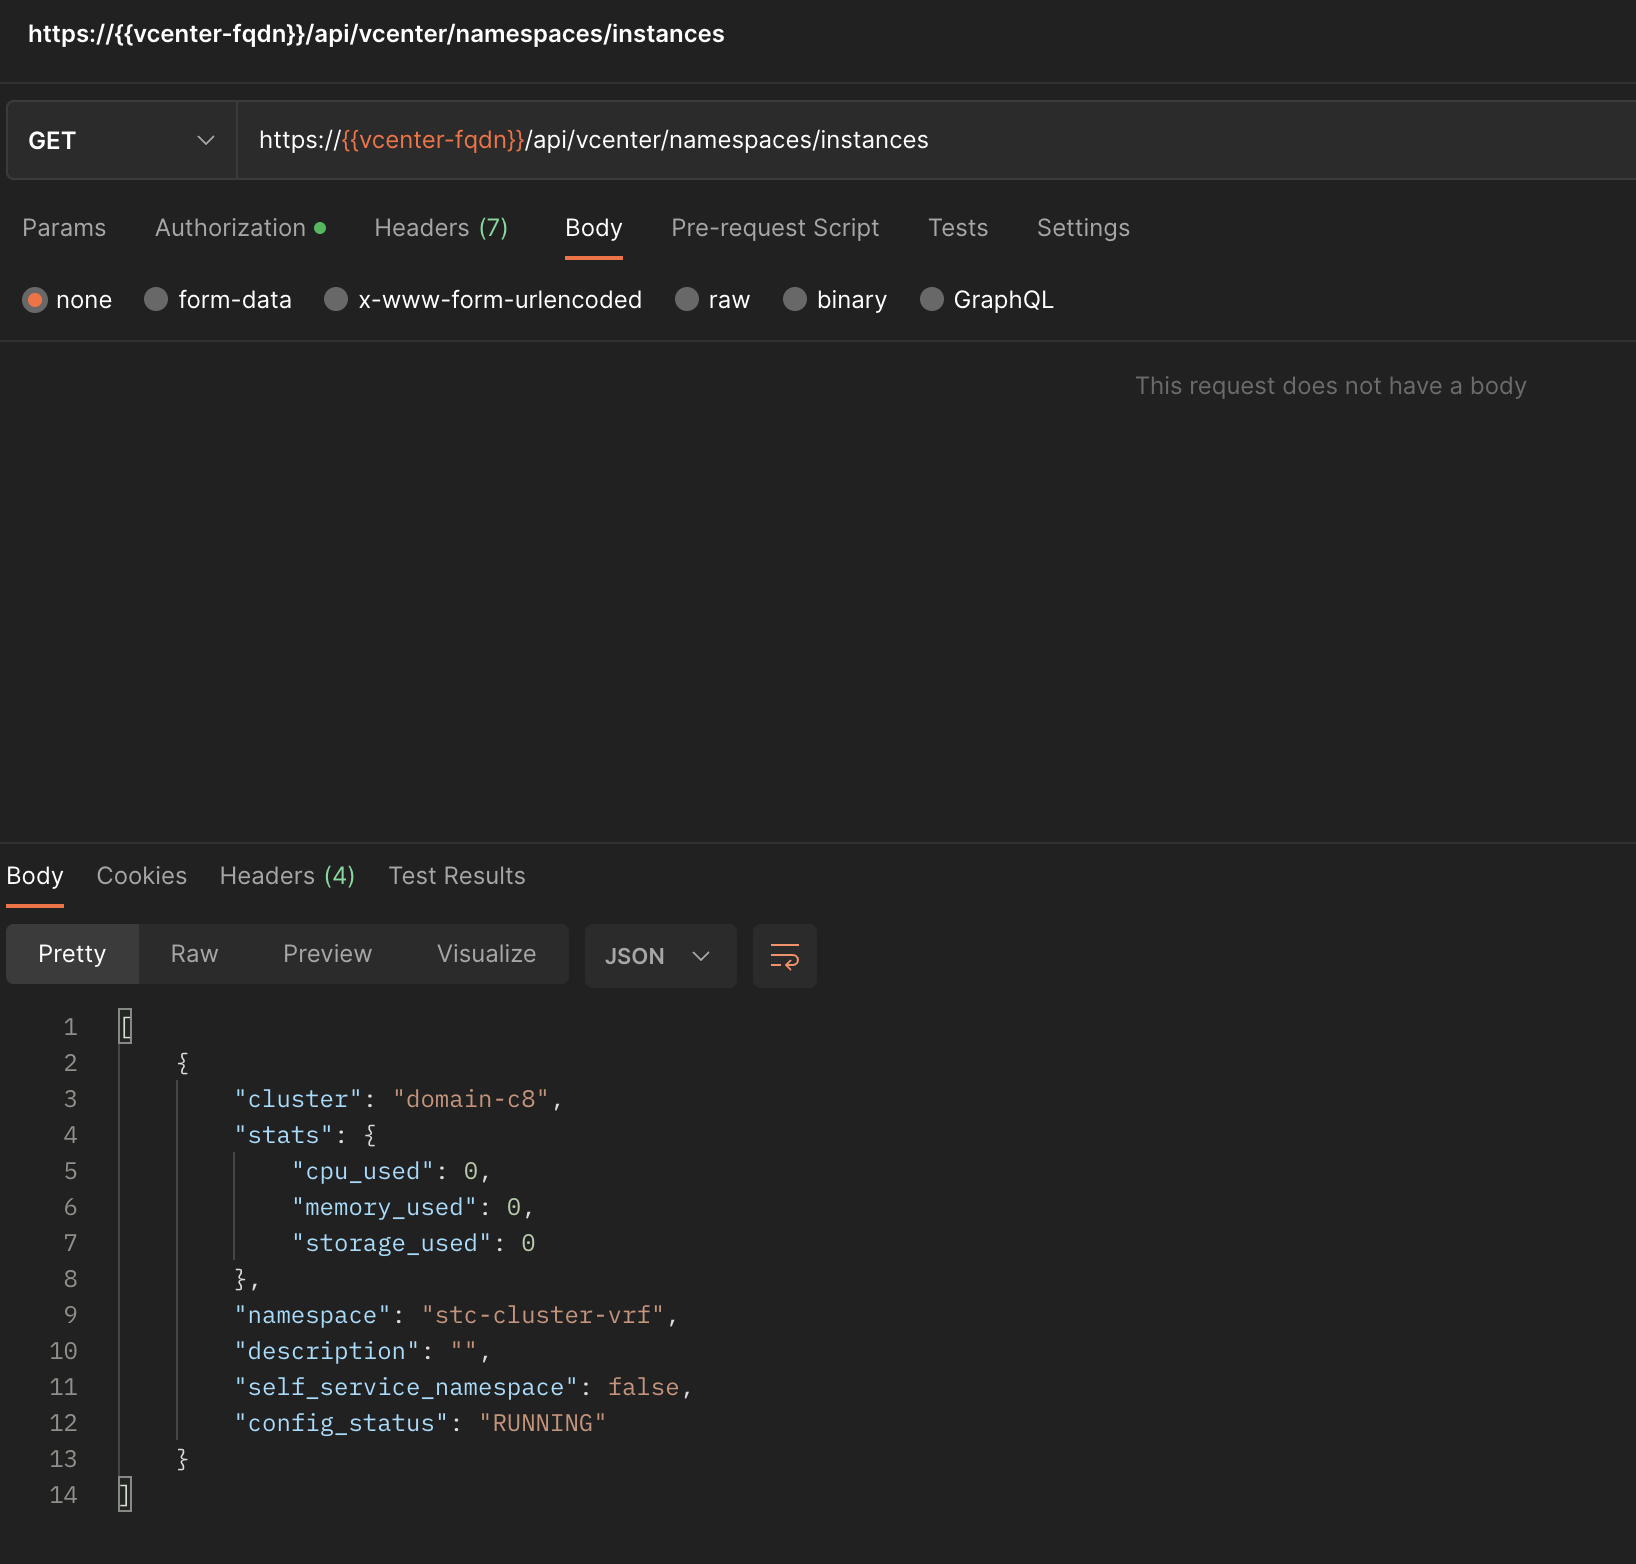 https://{{vcenter-fqdn}}/api/vcenter/namespaces/instances
GET https://{{vcenter-fqdn}}/api/vcenter/namespaces/instances
Params Authorization Headers (7) Body Pre-request Script Tests Settings
none form-data x-www-form-urlencoded raw binary GraphQL
This request does not have a body
Body Cookies Headers (4) Test Results
Pretty Raw Preview Visualize JSON
1 [
2 {
3 "cluster": "domain-c8",
4 "stats": {
5 "cpu_used": 0,
6 "memory_used": 0,
7 "storage_used": 0
8 },
9 "namespace": "stc-cluster-vrf",
10 "description": "",
11 "self_service_namespace": false,
12 "config_status": "RUNNING"
13 }
14 ]